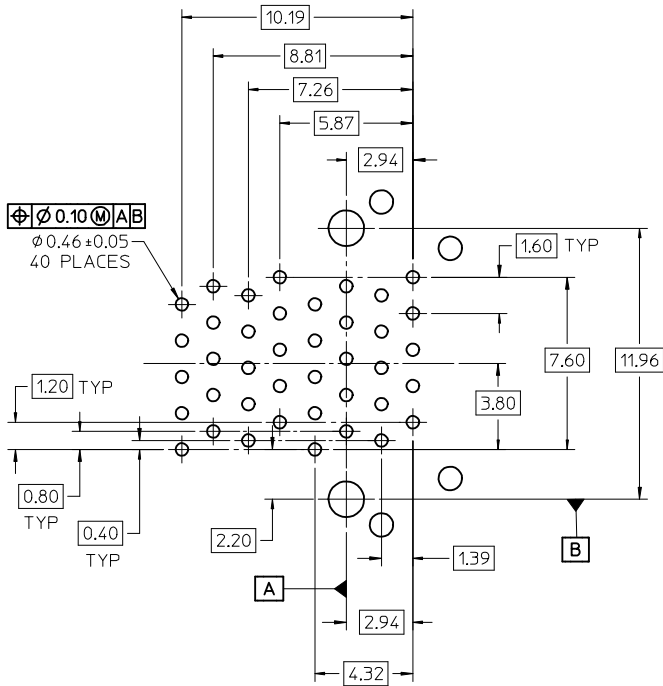 10.19
8.81
7.26
5.87
2.94
⌖ Ø 0.10 Ⓜ A B
Ø 0.46 ±0.05
40 PLACES
1.60 TYP
7.60
11.96
1.20 TYP
3.80
0.80
TYP
0.40
TYP
2.20
B
1.39
A
2.94
4.32